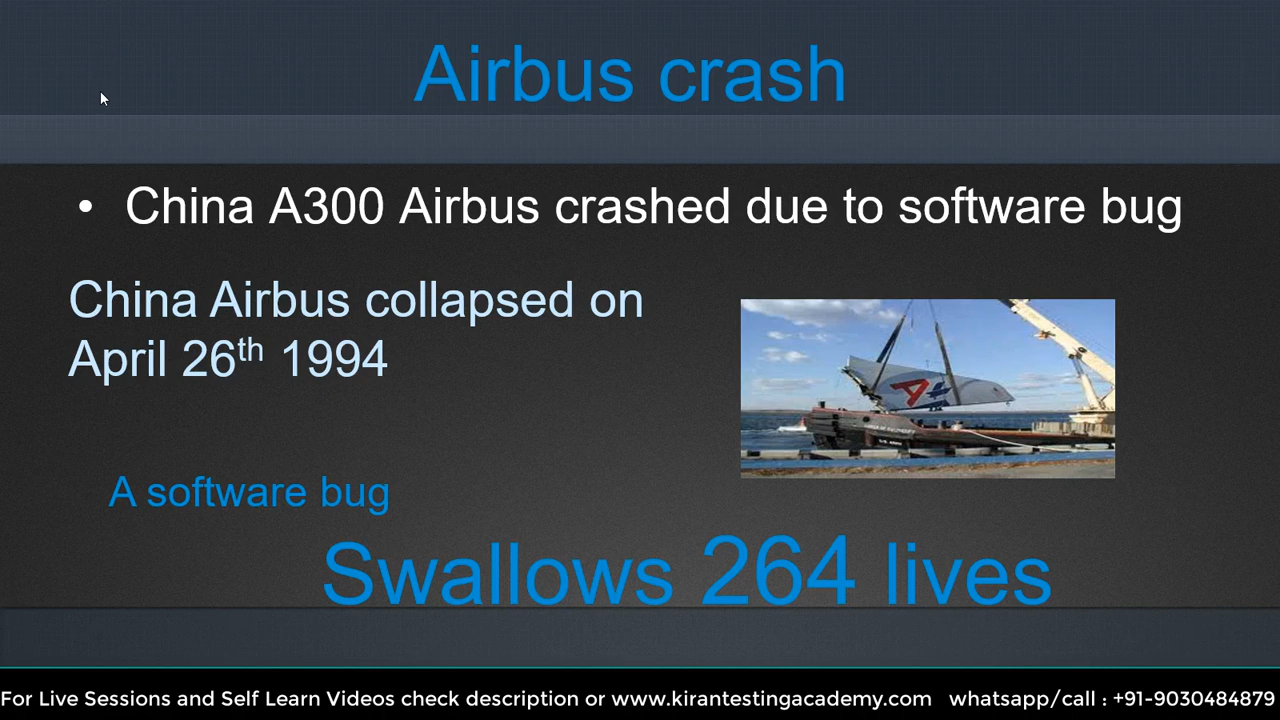 Airbus crash
• China A300 Airbus crashed due to software bug
China Airbus collapsed on
April 26th 1994
A
A software bug
Swallows 264 lives
For Live Sessions and Self Learn Videos check description or www.kirantestingacademy.com whatsapp/call : +91-9030484879